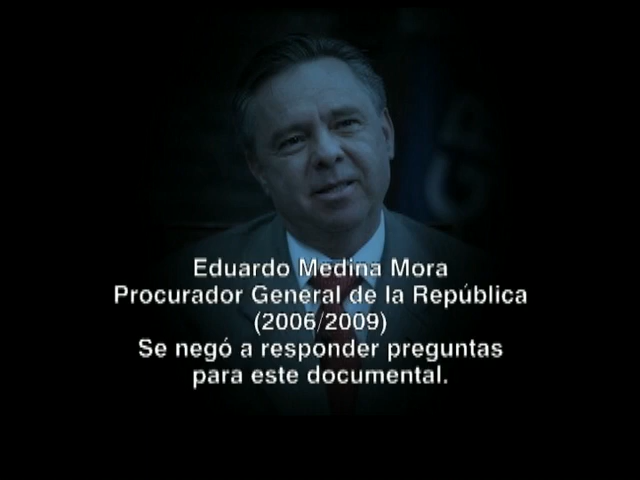 Eduardo Medina Mora
Procurador General de la República
(2006/2009)
Se negó a responder preguntas
para este documental.